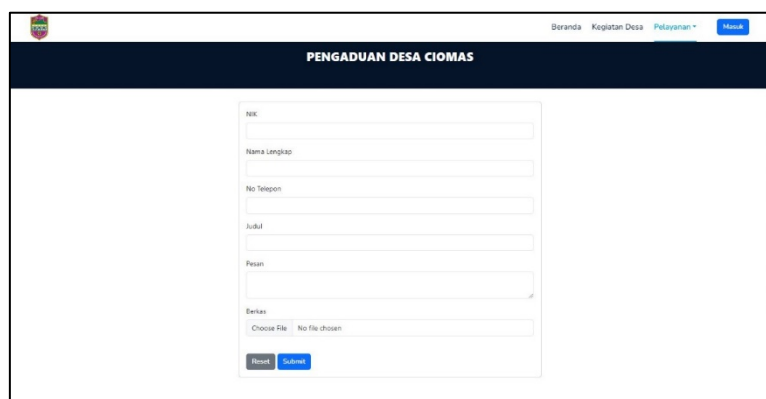 Beranda Kegiatan Desa Pelayanan Masuk
PENGADUAN DESA CIOMAS
NIK
Nama Lengkap
No Telepon
Judul
Pesan
Berkas
Choose File No file chosen
Reset Submit